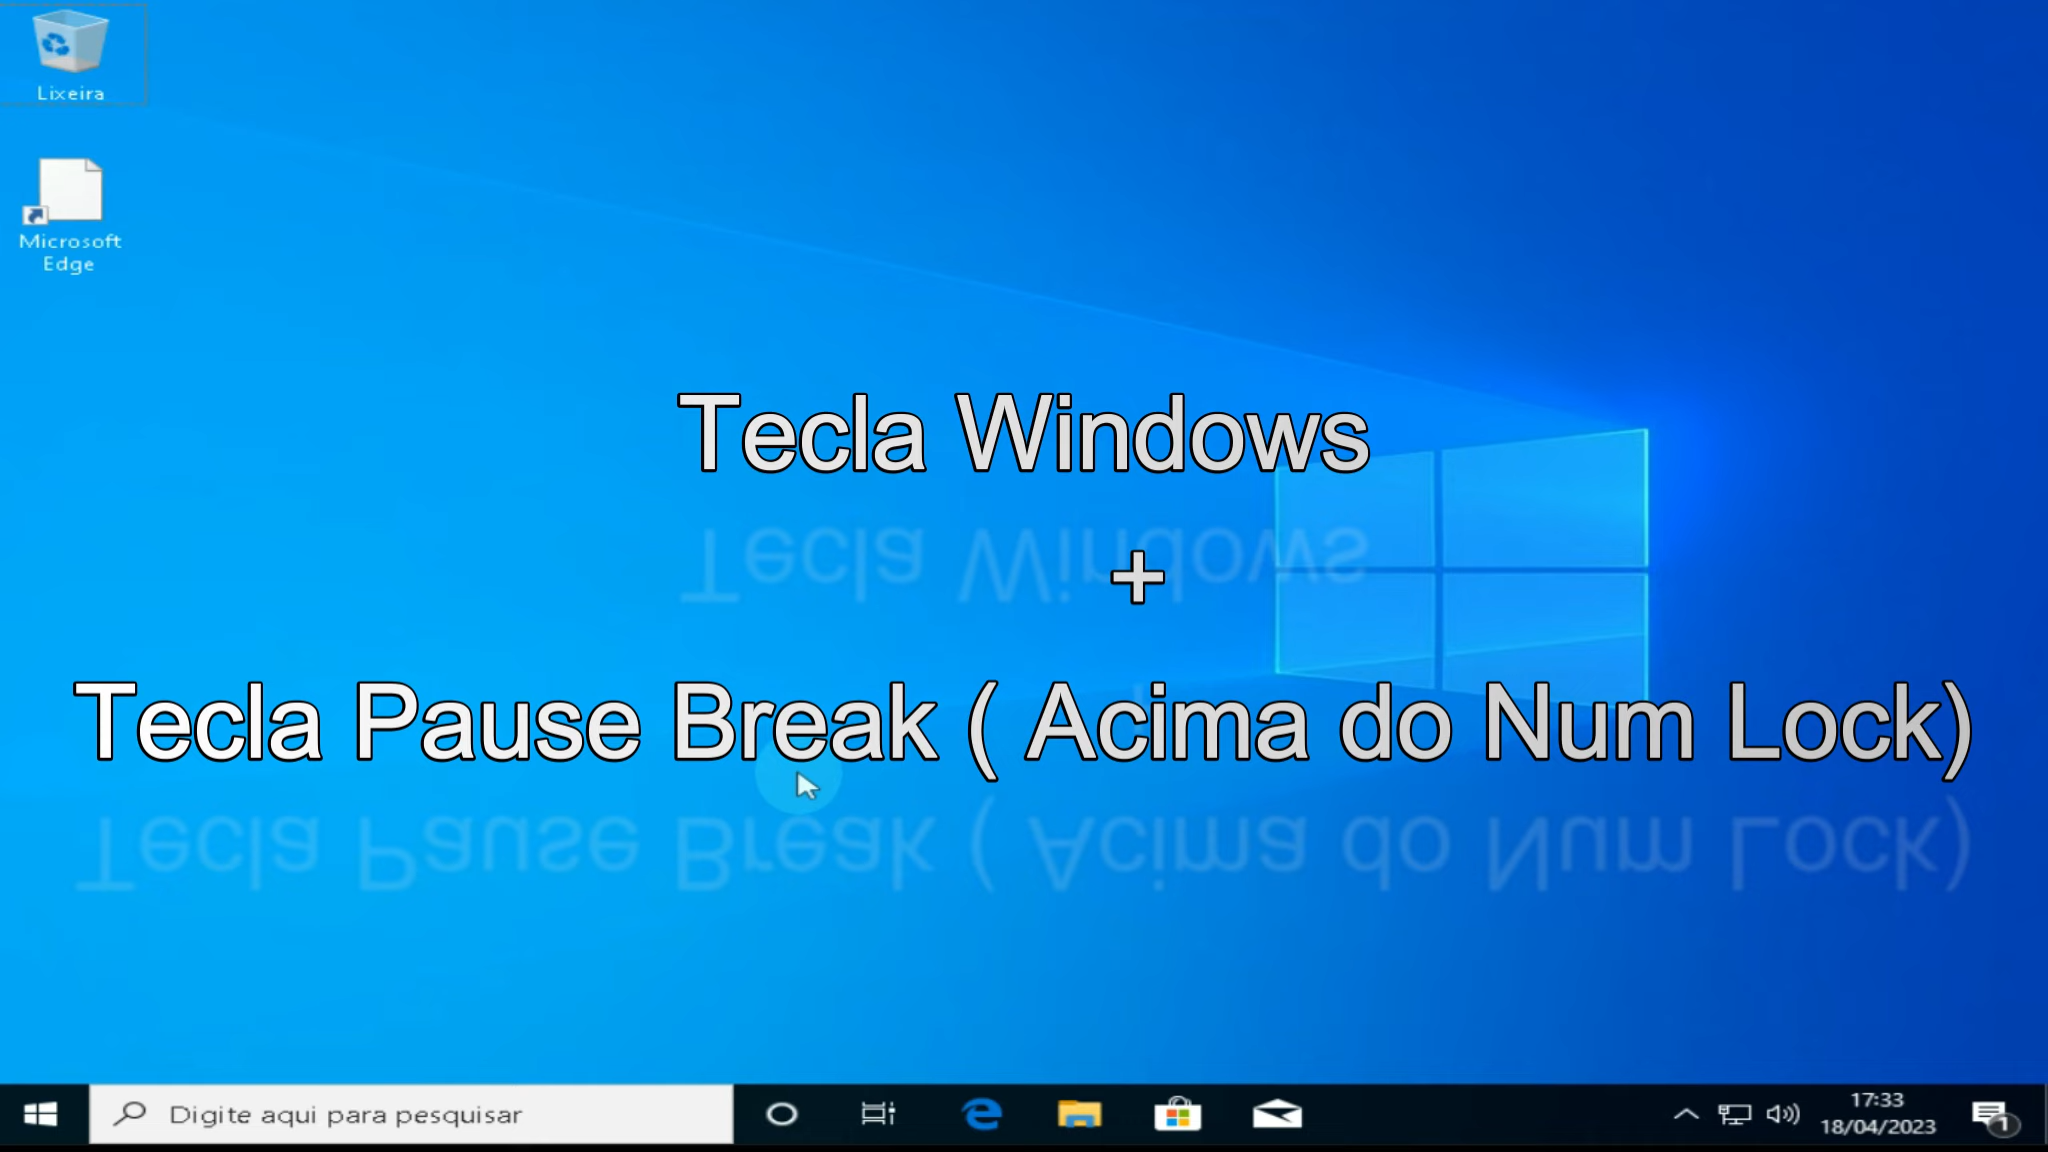 Lixeira
Microsoft
Edge
Tecla Windows
+
Tecla Pause Break ( Acima do Num Lock)
Digite aqui para pesquisar
17:33
18/04/2023
1